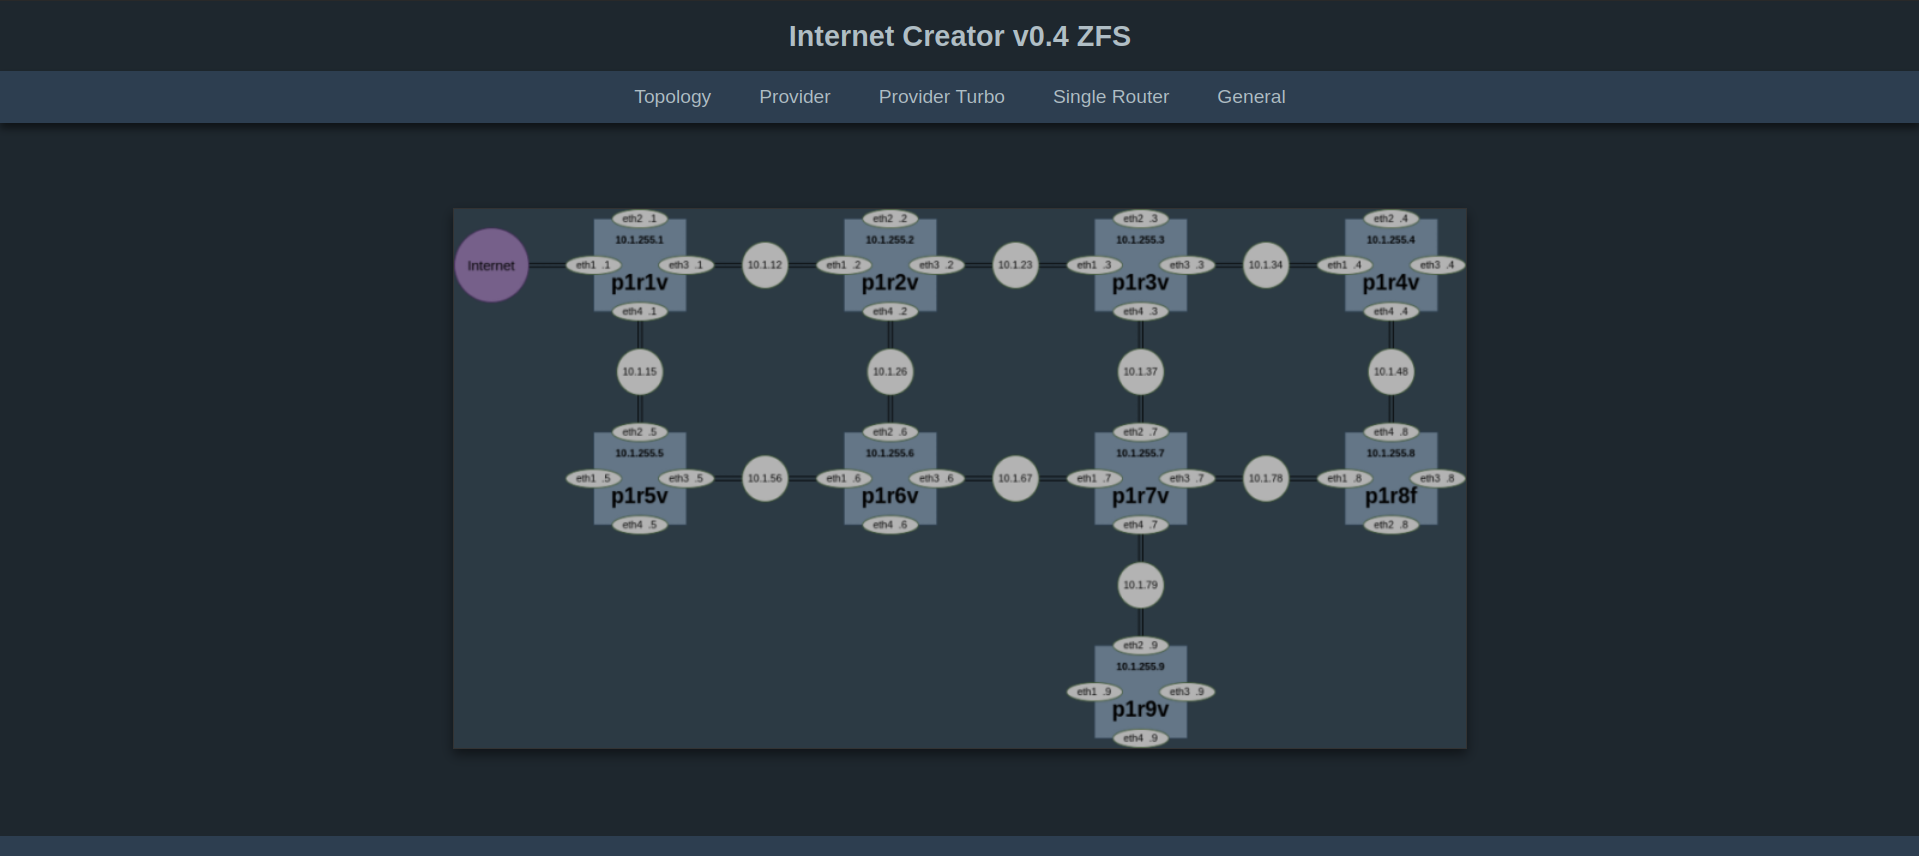 Internet Creator v0.4 ZFS
Topology Provider Provider Turbo Single Router General
eth2 .1 eth2 .2 eth2 .3 eth2 .4
10.1.255.1 10.1.255.2 10.1.255.3 10.1.255.4
Internet eth1 .1 eth3 .1 10.1.12 eth1 .2 eth3 .2 10.1.23 eth1 .3 eth3 .3 10.1.34 eth1 .4 eth3 .4
p1r1v p1r2v p1r3v p1r4v
eth4 .1 eth4 .2 eth4 .3 eth4 .4
10.1.15 10.1.26 10.1.37 10.1.48
eth2 .5 eth2 .6 eth2 .7 eth4 .8
10.1.255.5 10.1.255.6 10.1.255.7 10.1.255.8
eth1 .5 eth3 .5 10.1.56 eth1 .6 eth3 .6 10.1.67 eth1 .7 eth3 .7 10.1.78 eth1 .8 eth3 .8
p1r5v p1r6v p1r7v p1r8f
eth4 .5 eth4 .6 eth4 .7 eth2 .8
10.1.79
eth2 .9
10.1.255.9
eth1 .9 eth3 .9
p1r9v
eth4 .9